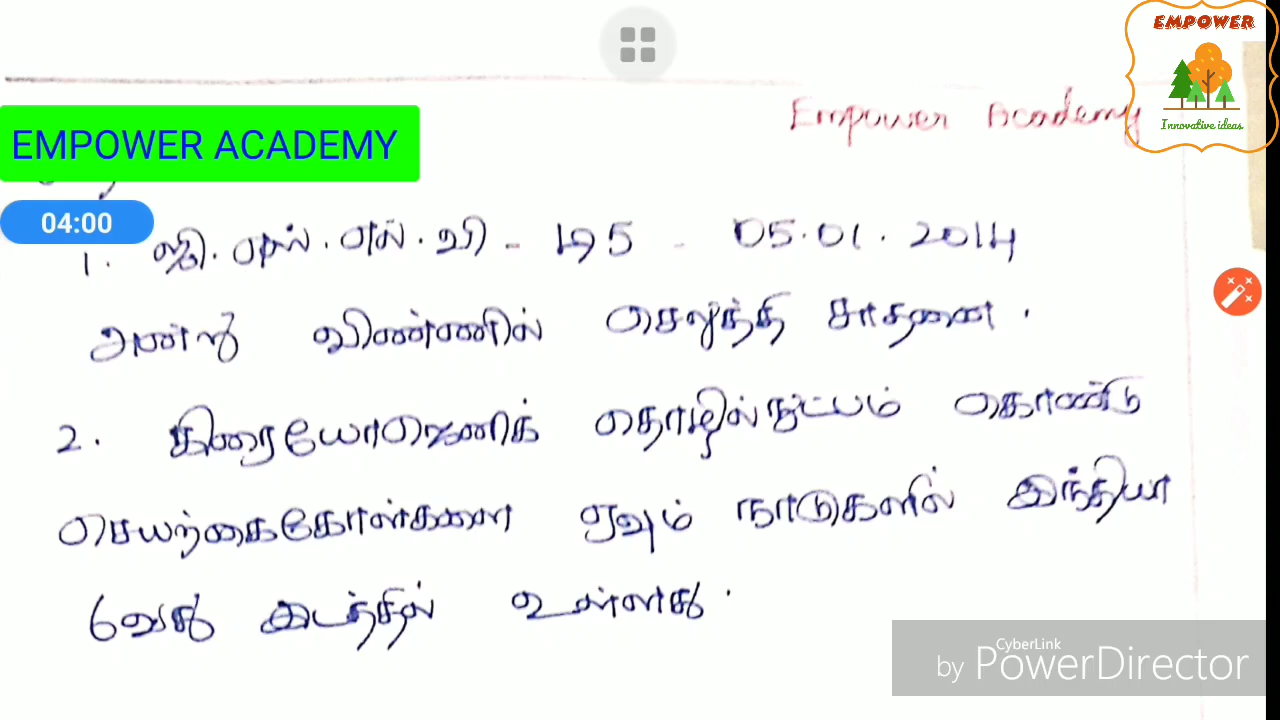 EMPOWER
Innovative ideas
Empower Academy
EMPOWER ACADEMY
04:00
1. ஜி.எஸ்.எல்.வி - டி5 - 05.01.2014
அன்று விண்ணில் செலுத்தி சாதனை.
2. கிரையோஜெனிக் தொழில்நுட்பம் கொண்டு
செயற்கைகோள்களை ஏவும் நாடுகளில் இந்தியா
6வது இடத்தில் உள்ளது.
CyberLink
by PowerDirector